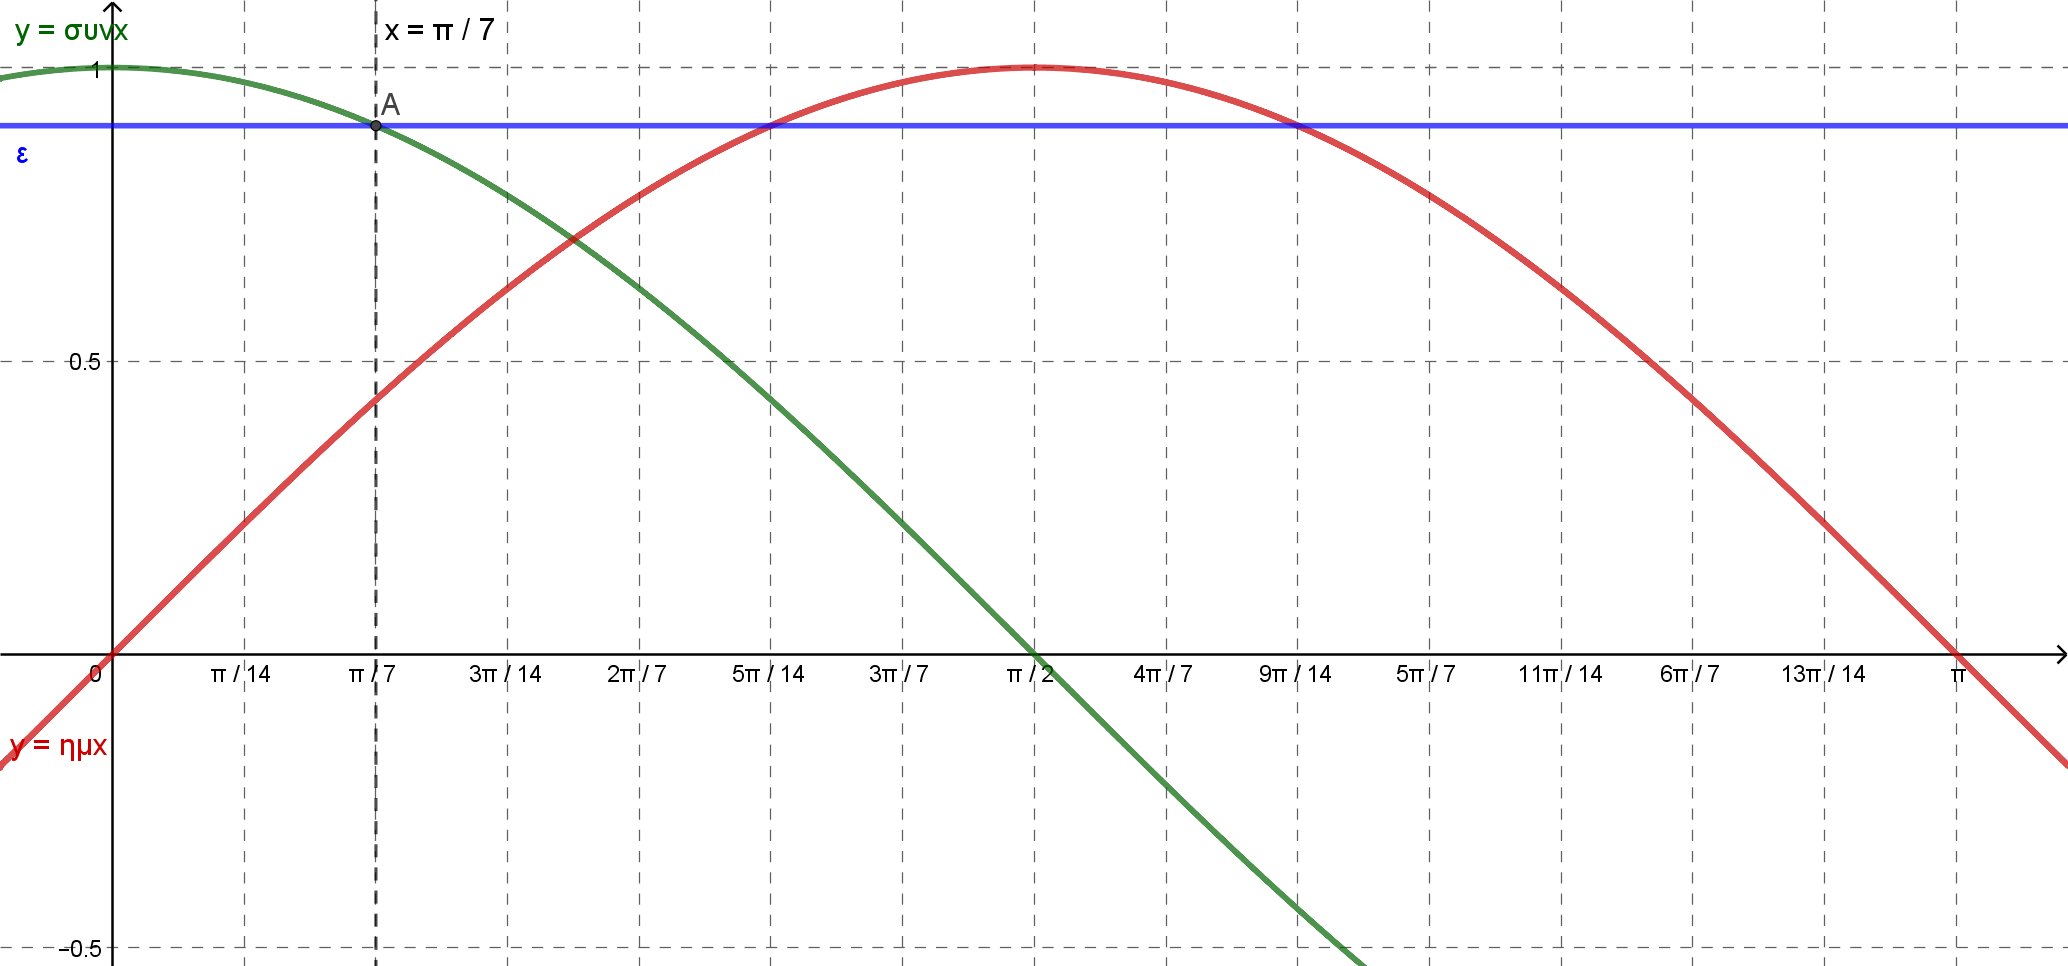 y = συνx
x = π / 7
1
A
ε
0.5
0
π / 14
π / 7
3π / 14
2π / 7
5π / 14
3π / 7
π / 2
4π / 7
9π / 14
5π / 7
11π / 14
6π / 7
13π / 14
π
y = ημx
−0.5